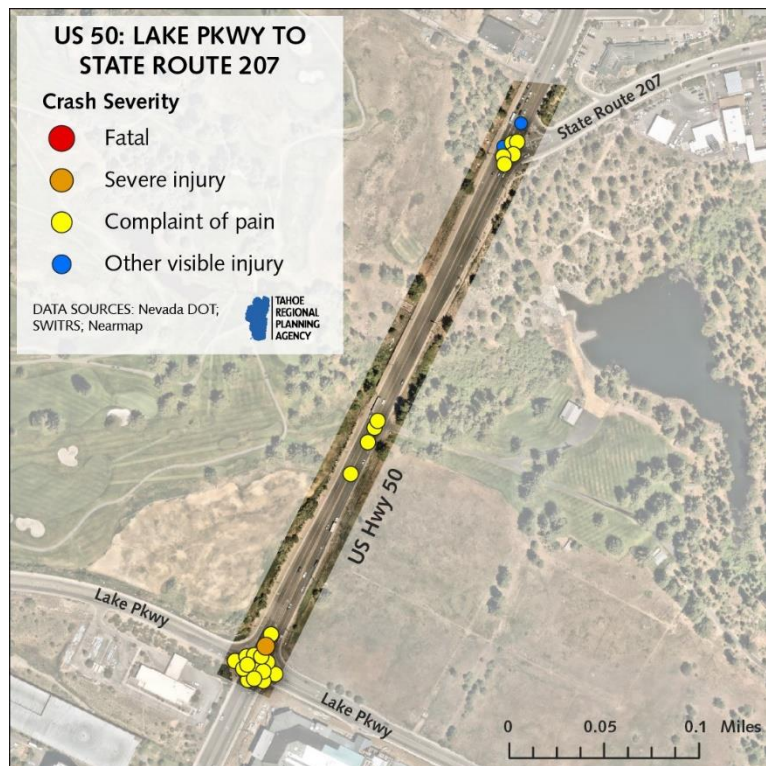 US 50: LAKE PKWY TO
STATE ROUTE 207
Crash Severity
Fatal
Severe injury
Complaint of pain
Other visible injury
DATA SOURCES: Nevada DOT;
SWITRS; Nearmap
TAHOE
REGIONAL
PLANNING
AGENCY
State Route 207
US Hwy 50
Lake Pkwy
Lake Pkwy
0 0.05 0.1 Miles